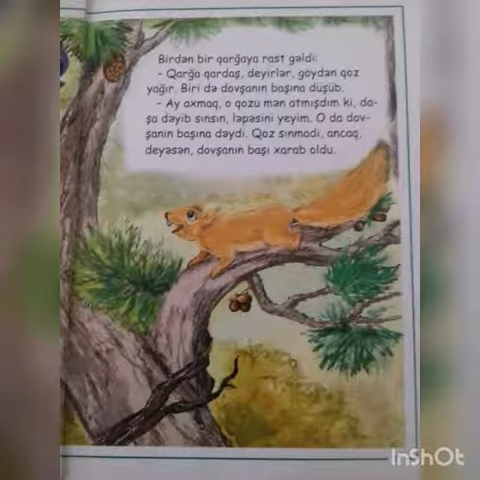 Birdən bir qarğaya rast gəldi:
- Qarğa qardaş, deyirlər, göydən qoz
yağır. Biri də dovşanın başına düşüb.
- Ay axmaq, o qozu mən atmışdım ki, da-
şa dəyib sınsın, ləpəsini yeyim. O da dov-
şanın başına dəydi. Qoz sınmadı, ancaq,
deyəsən, dovşanın başı xarab oldu.
InShOt